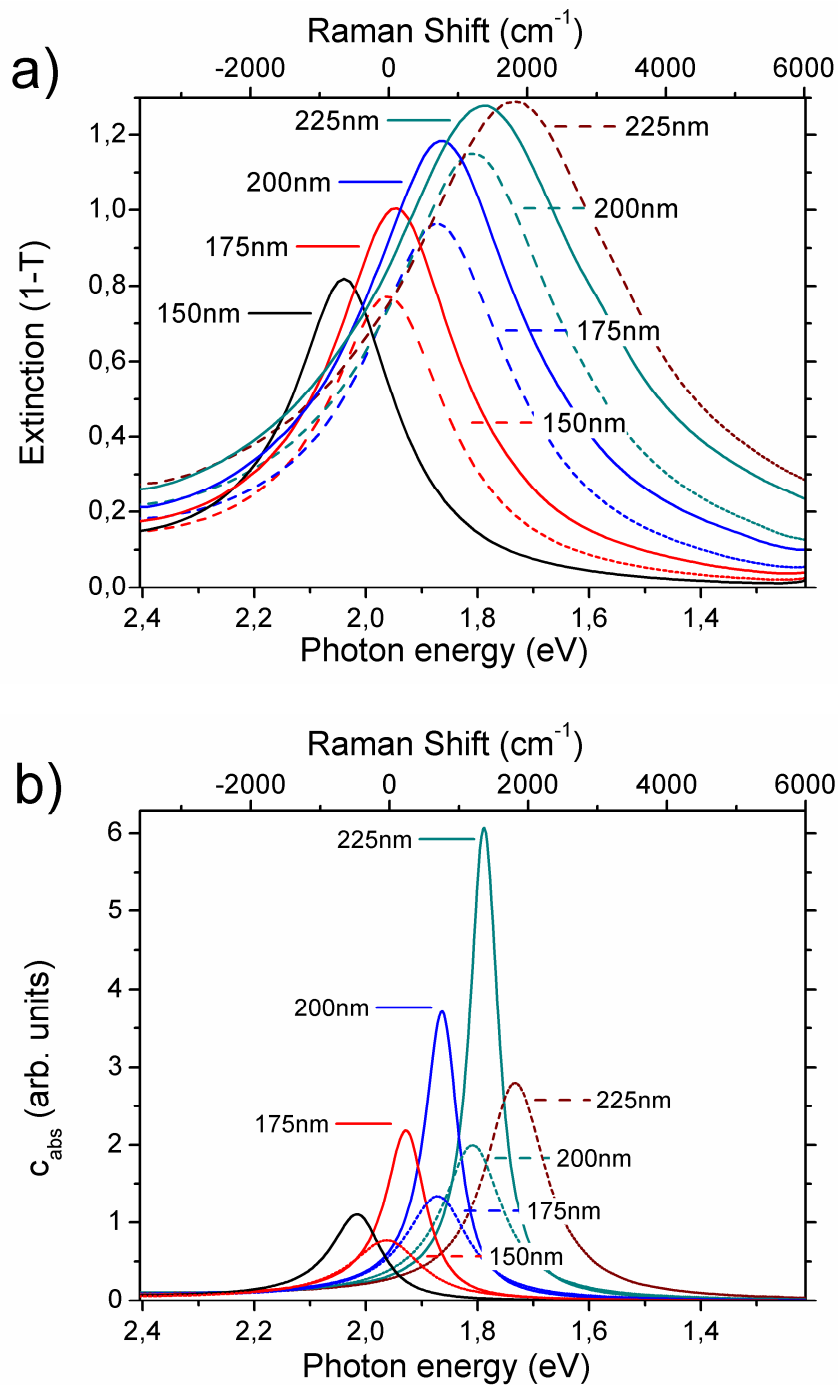 Raman Shift (cm-1)
a)
-2000 0 2000 4000 6000
225nm
225nm
200nm
200nm
175nm
150nm
175nm
150nm
1,2
1,0
0,8
0,6
0,4
0,2
0,0
Extinction (1-T)
2,4 2,2 2,0 1,8 1,6 1,4
Photon energy (eV)
Raman Shift (cm-1)
b)
-2000 0 2000 4000 6000
225nm
200nm
225nm
175nm
200nm
175nm
150nm
6
5
4
3
2
1
0
cabs (arb. units)
2,4 2,2 2,0 1,8 1,6 1,4
Photon energy (eV)